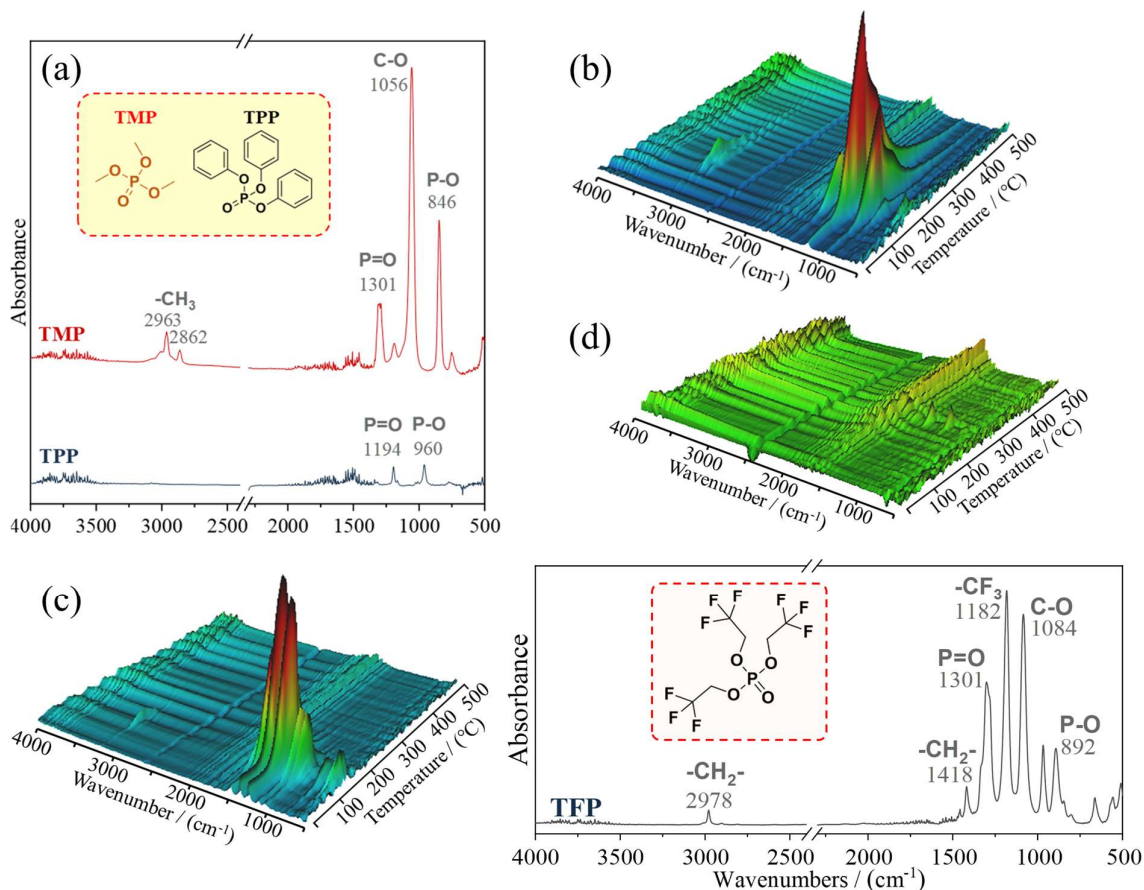 (a)
C-O
1056
TMP
TPP
O
O
P
O
O
O
O
P
O
O
P-O
846
P=O
1301
-CH₃
2963
2862
TMP
P=O
1194
P-O
960
TPP
Absorbance
4000 3500 3000 2500 2000 1500 1000 500
(b)
4000
3000
2000
1000
Wavenumber / (cm⁻¹)
100
200
300
400
500
Temperature / (°C)
(d)
4000
3000
2000
1000
Wavenumber / (cm⁻¹)
100
200
300
400
500
Temperature / (°C)
(c)
4000
3000
2000
1000
Wavenumber / (cm⁻¹)
100
200
300
400
500
Temperature / (°C)
F
F
F
F
F
F
O
O
P
O
O
F
F
F
-CF₃
1182
C-O
1084
P=O
1301
P-O
892
-CH₂-
1418
-CH₂-
2978
TFP
Absorbance
4000 3500 3000 2500 2000 1500 1000 500
Wavenumbers / (cm⁻¹)